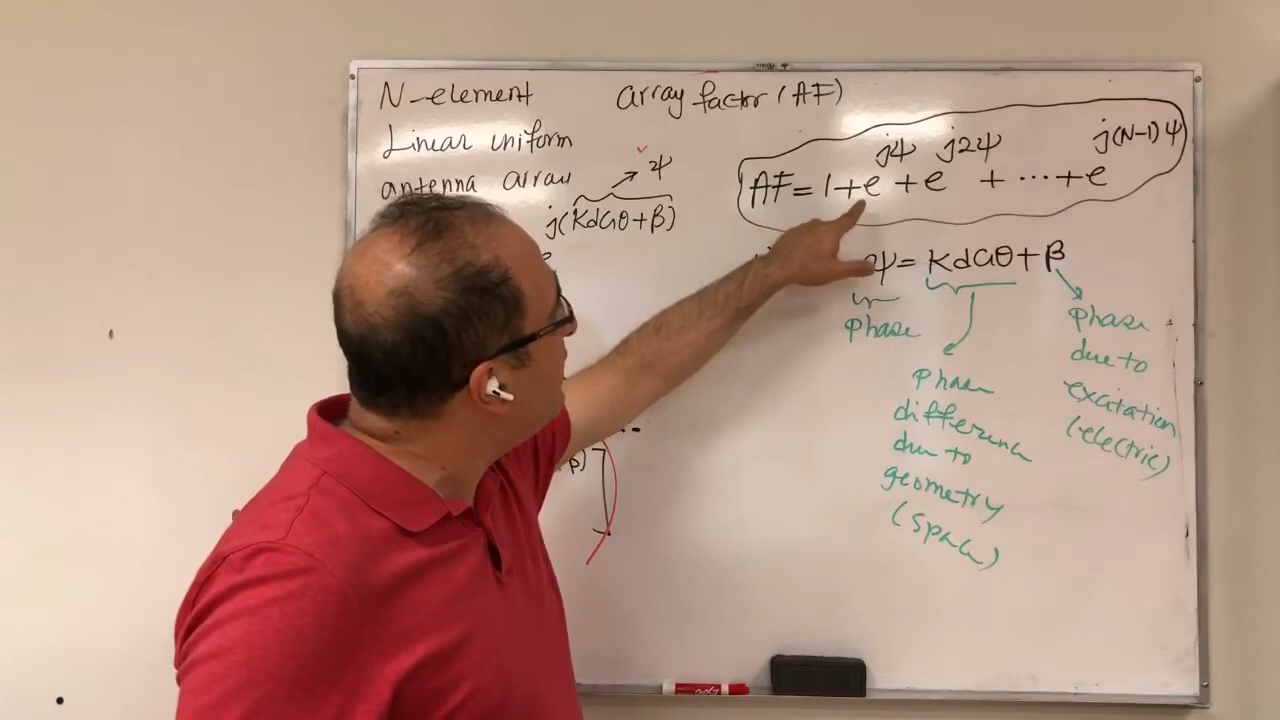 N-element
Linear uniform
antenna array
ψ
j(KdCosθ+β)
array factor (AF)
AF = 1 + e^jψ + e^j2ψ + ... + e^j(N-1)ψ
ψ = KdCosθ + β
phase
phase
difference
due to
geometry
(space)
phase
due to
excitation
(electric)